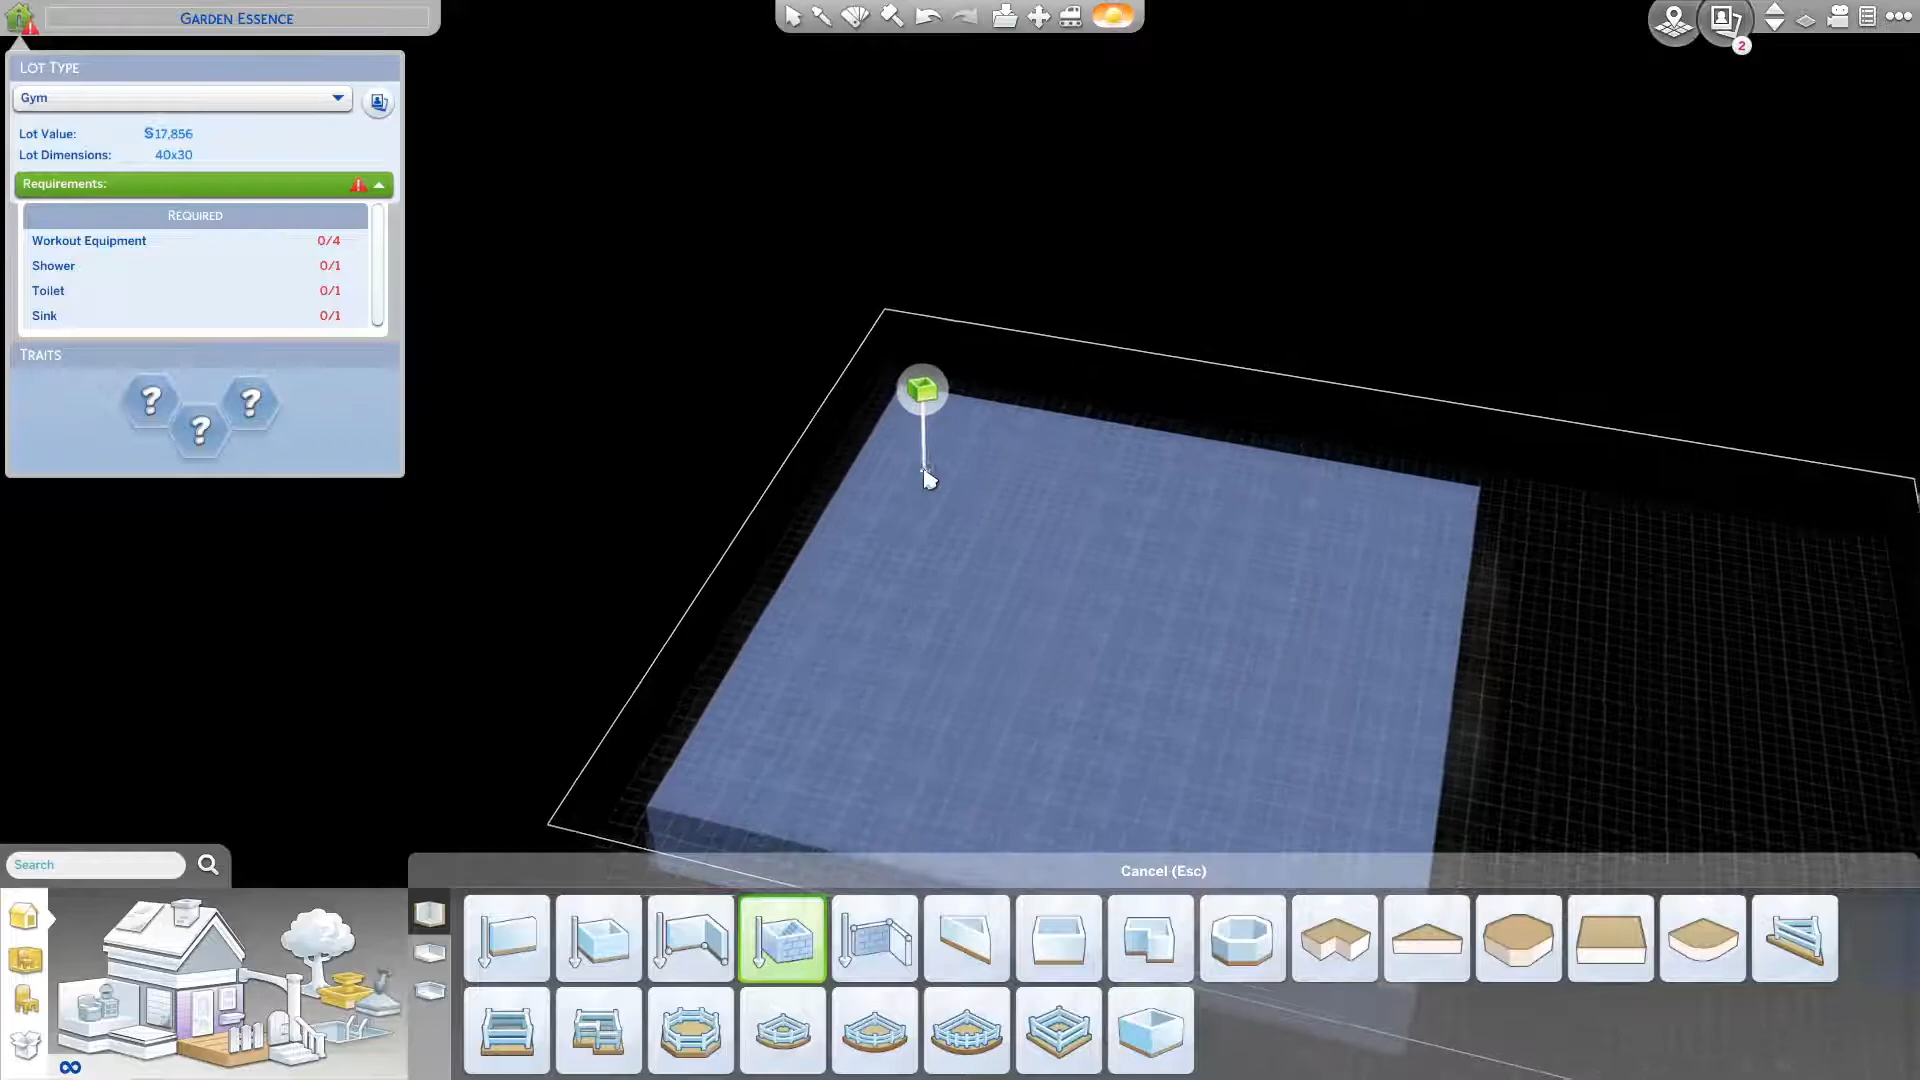 GARDEN ESSENCE
2
LOT TYPE
Gym
Lot Value: §17,856
Lot Dimensions: 40x30
Requirements:
REQUIRED
Workout Equipment 0/4
Shower 0/1
Toilet 0/1
Sink 0/1
TRAITS
? ? ?
Search
Cancel (Esc)